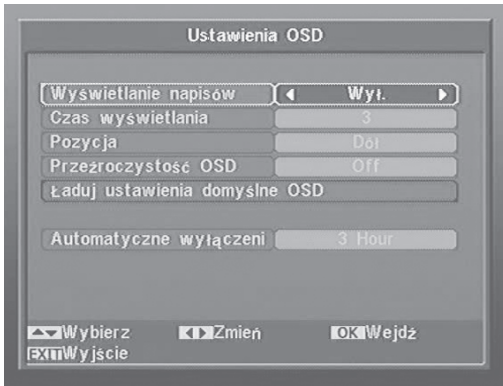 Ustawienia OSD
Wyświetlanie napisów Wył.
Czas wyświetlania 3
Pozycja Dół
Przeźroczystość OSD Off
Ładuj ustawienia domyślne OSD
Automatyczne wyłączeni 3 Hour
Wybierz Zmień OK Wejdź
EXIT Wyjście